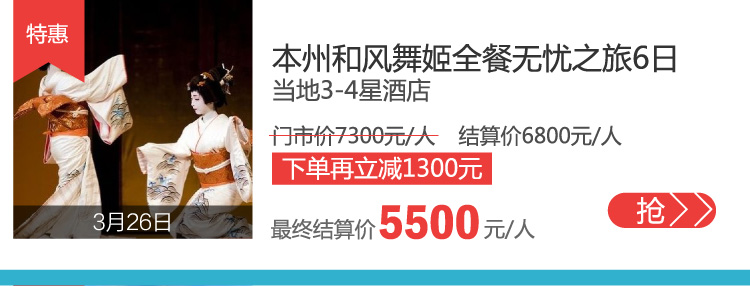 特惠
本州和风舞姬全餐无忧之旅6日
当地3-4星酒店
门市价7300元/人 结算价6800元/人
下单再立减1300元
3月26日
最终结算价5500元/人
抢